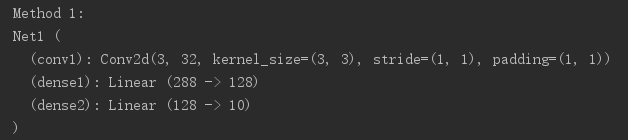 Method 1:
Net1 (
  (conv1): Conv2d(3, 32, kernel_size=(3, 3), stride=(1, 1), padding=(1, 1))
  (dense1): Linear (288 -> 128)
  (dense2): Linear (128 -> 10)
)